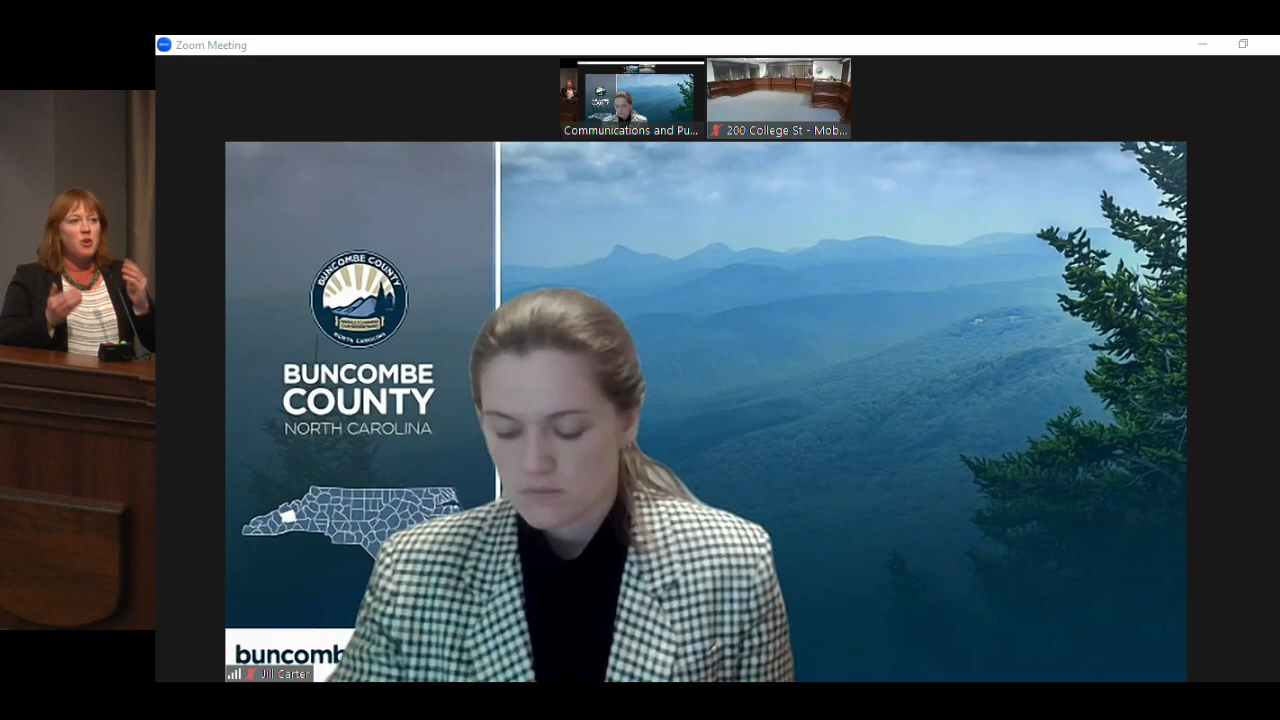 Zoom Meeting
Communications and Pu...
200 College St - Mob...
BUNCOMBE COUNTY
NORTH CAROLINA
BUNCOMBE
COUNTY
NORTH CAROLINA
buncomb
Jill Carter